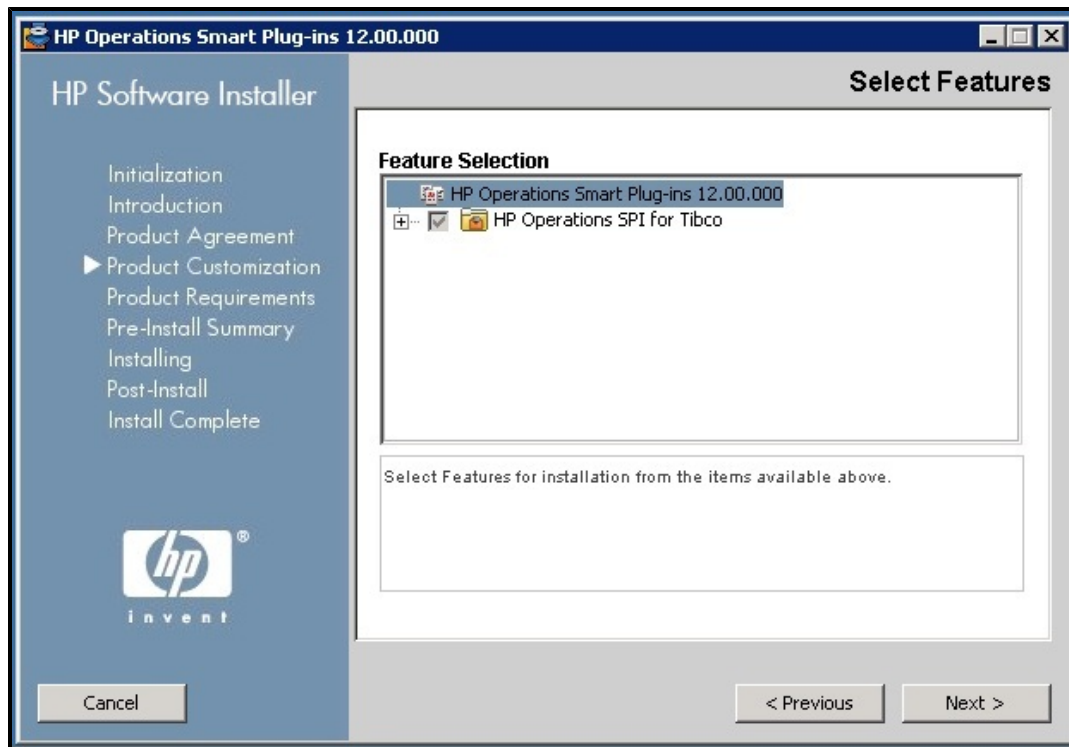 HP Operations Smart Plug-ins 12.00.000
HP Software Installer
Initialization
Introduction
Product Agreement
Product Customization
Product Requirements
Pre-Install Summary
Installing
Post-Install
Install Complete
hp
®
invent
Select Features
Feature Selection
HP Operations Smart Plug-ins 12.00.000
HP Operations SPI for Tibco
Select Features for installation from the items available above.
Cancel
< Previous
Next >